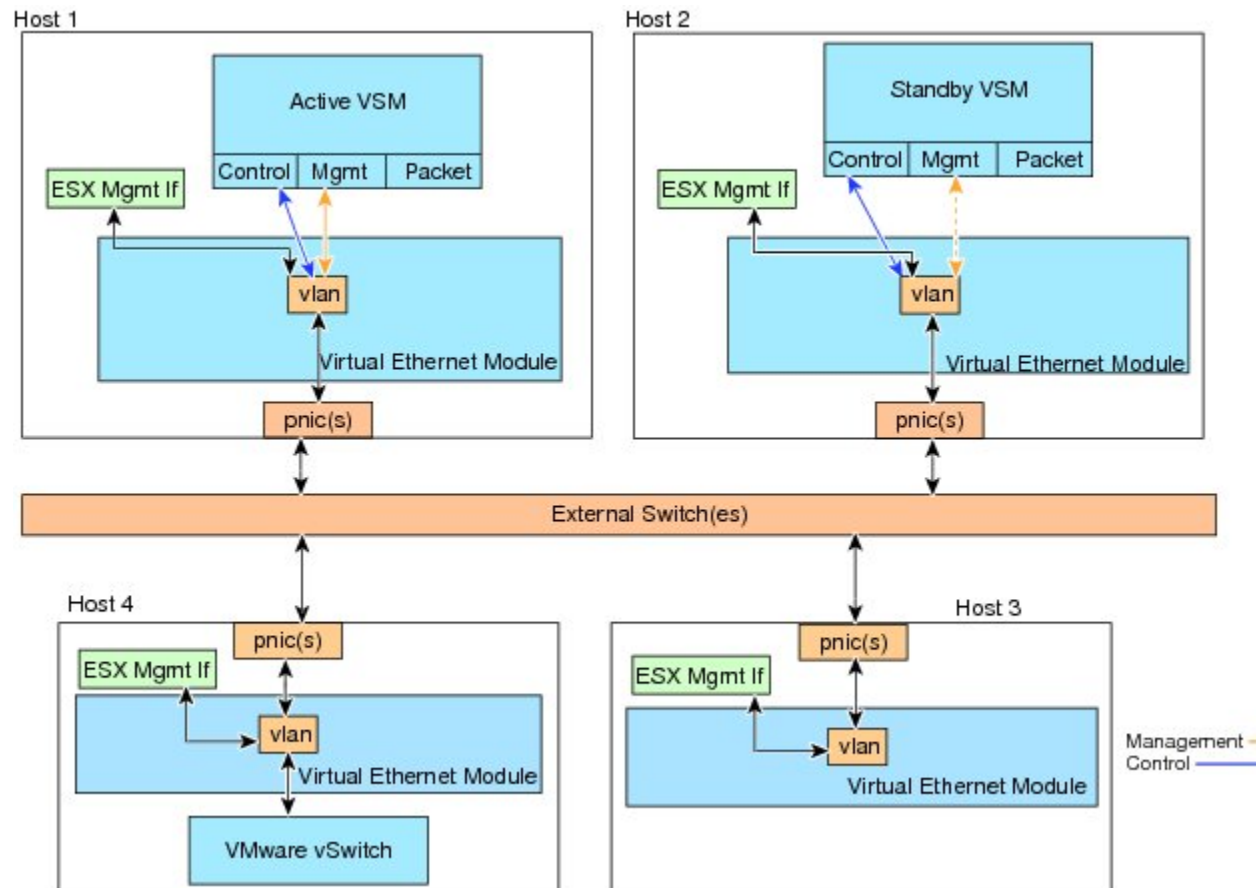 Host 1
Active VSM
Control Mgmt Packet
ESX Mgmt If
vlan
Virtual Ethernet Module
pnic(s)
Host 2
Standby VSM
Control Mgmt Packet
ESX Mgmt If
vlan
Virtual Ethernet Module
pnic(s)
External Switch(es)
Host 4
pnic(s)
ESX Mgmt If
vlan
Virtual Ethernet Module
VMware vSwitch
Host 3
pnic(s)
ESX Mgmt If
vlan
Virtual Ethernet Module
Management
Control